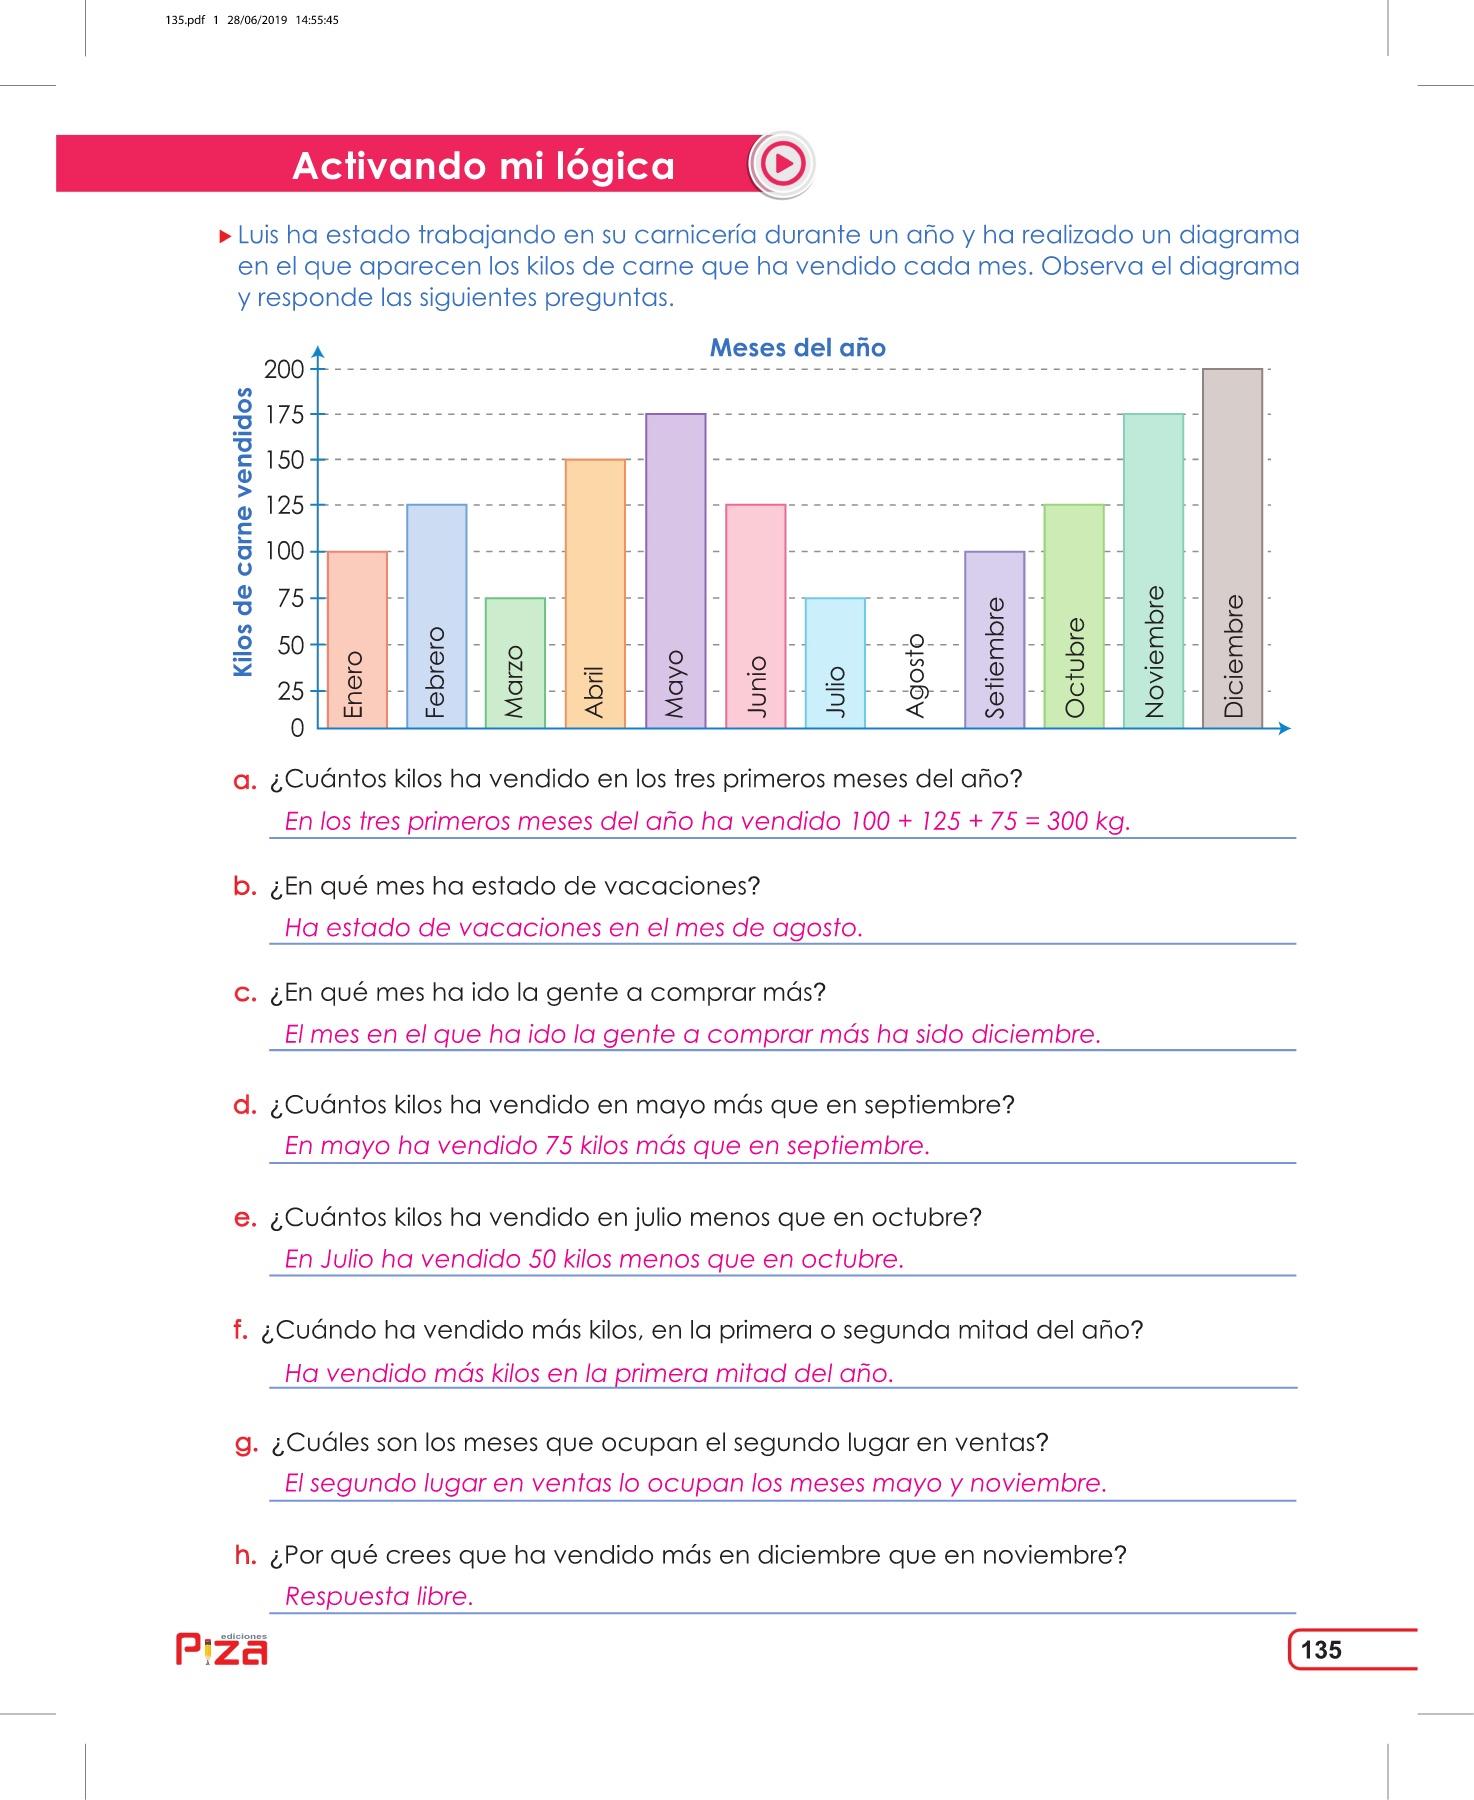 135.pdf 1 28/06/2019 14:55:45
Activando mi lógica
Luis ha estado trabajando en su carnicería durante un año y ha realizado un diagrama
en el que aparecen los kilos de carne que ha vendido cada mes. Observa el diagrama
y responde las siguientes preguntas.
Meses del año
Kilos de carne vendidos
200
175
150
125
100
75
50
25
0
Enero
Febrero
Marzo
Abril
Mayo
Junio
Julio
Agosto
Setiembre
Octubre
Noviembre
Diciembre
a. ¿Cuántos kilos ha vendido en los tres primeros meses del año?
En los tres primeros meses del año ha vendido 100 + 125 + 75 = 300 kg.
b. ¿En qué mes ha estado de vacaciones?
Ha estado de vacaciones en el mes de agosto.
c. ¿En qué mes ha ido la gente a comprar más?
El mes en el que ha ido la gente a comprar más ha sido diciembre.
d. ¿Cuántos kilos ha vendido en mayo más que en septiembre?
En mayo ha vendido 75 kilos más que en septiembre.
e. ¿Cuántos kilos ha vendido en julio menos que en octubre?
En Julio ha vendido 50 kilos menos que en octubre.
f. ¿Cuándo ha vendido más kilos, en la primera o segunda mitad del año?
Ha vendido más kilos en la primera mitad del año.
g. ¿Cuáles son los meses que ocupan el segundo lugar en ventas?
El segundo lugar en ventas lo ocupan los meses mayo y noviembre.
h. ¿Por qué crees que ha vendido más en diciembre que en noviembre?
Respuesta libre.
ediciones
Piza
135